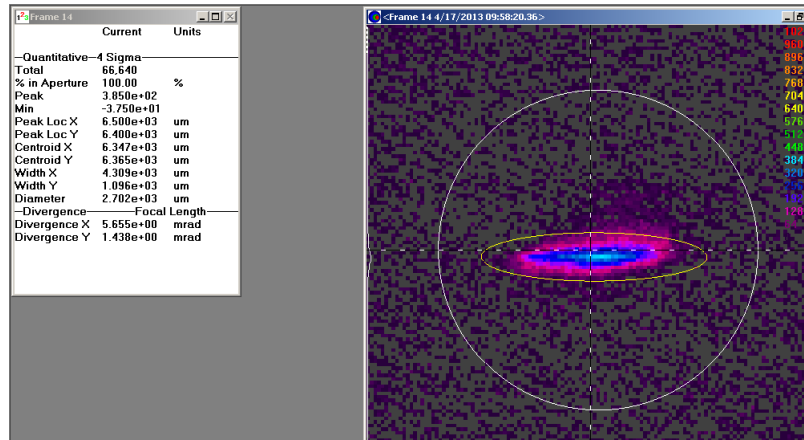 Frame 14
Current Units
Quantitative 4 Sigma
Total 66,640
% in Aperture 100.00 %
Peak 3.850e+02
Min -3.750e+01
Peak Loc X 6.500e+03 um
Peak Loc Y 6.400e+03 um
Centroid X 6.347e+03 um
Centroid Y 6.365e+03 um
Width X 4.309e+03 um
Width Y 1.096e+03 um
Diameter 2.702e+03 um
Divergence Focal Length
Divergence X 5.655e+00 mrad
Divergence Y 1.438e+00 mrad
<Frame 14 4/17/2013 09:58:20.36>
960
896
832
768
704
640
576
512
448
384
320